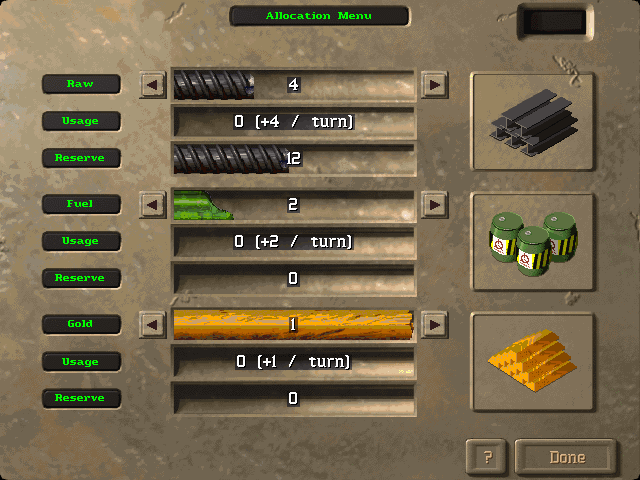 Allocation Menu
Raw
4
Usage
0 (+4 / turn)
Reserve
12
Fuel
2
Usage
0 (+2 / turn)
Reserve
0
Gold
1
Usage
0 (+1 / turn)
Reserve
0
? Done